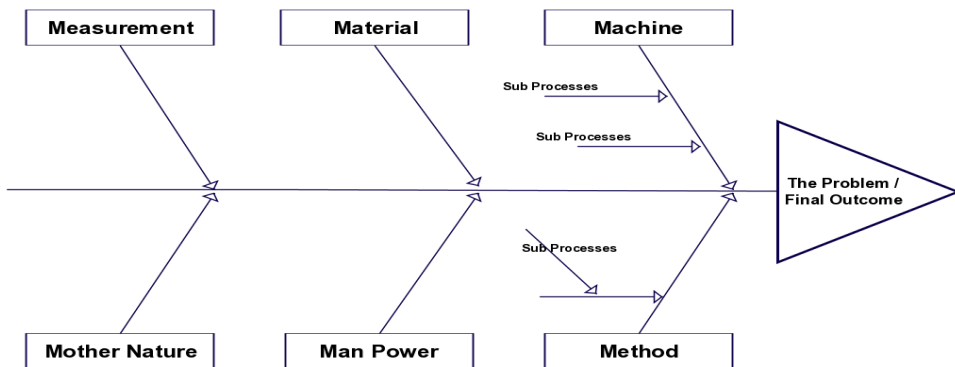 Measurement
Material
Machine
Sub Processes
Sub Processes
The Problem /
Final Outcome
Sub Processes
Mother Nature
Man Power
Method